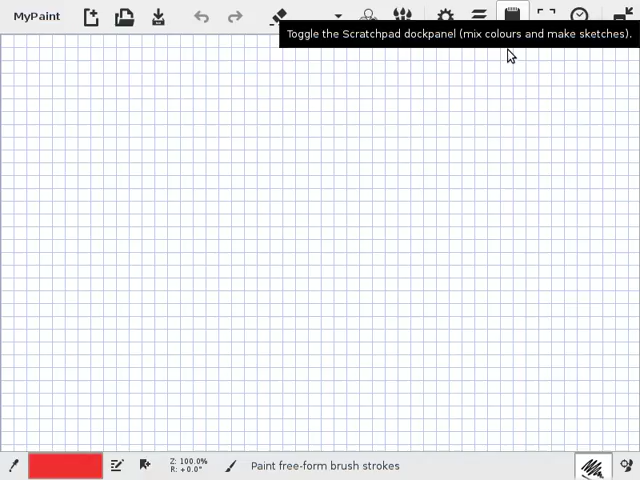 MyPaint
Toggle the Scratchpad dockpanel (mix colours and make sketches).
Z: 100.0%
R: +0.0°
Paint free-form brush strokes